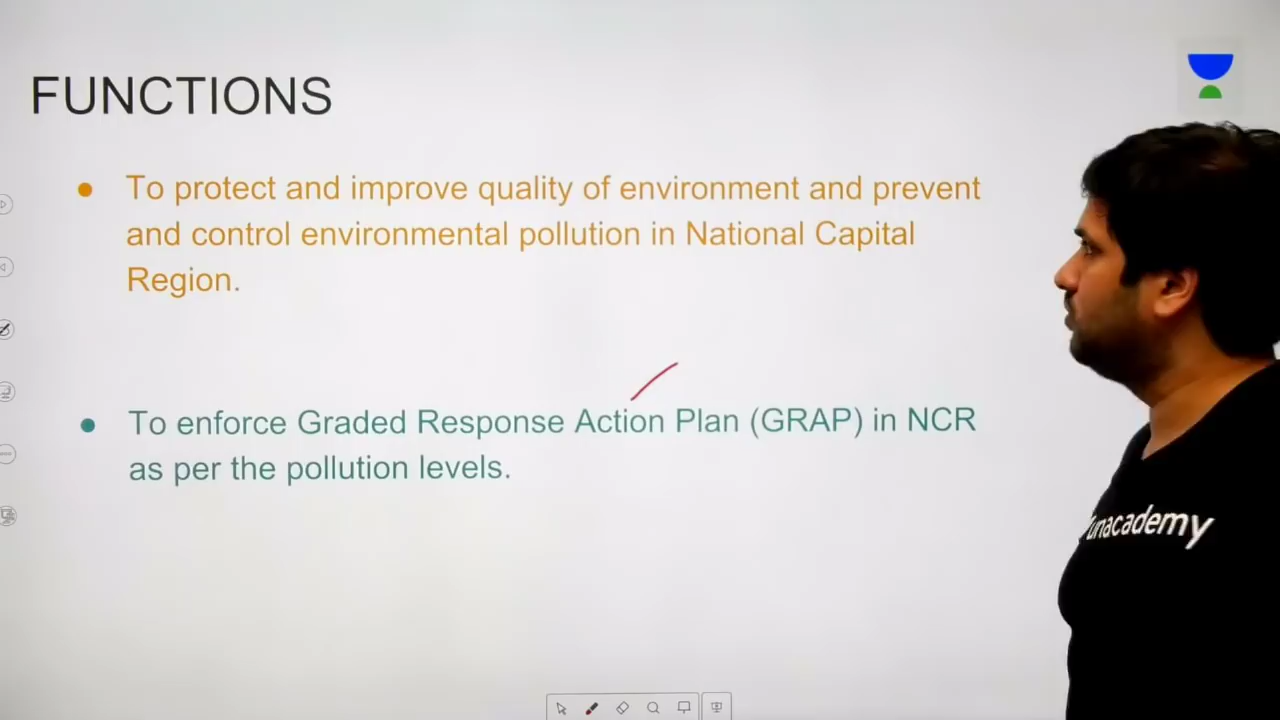 FUNCTIONS
● To protect and improve quality of environment and prevent
and control environmental pollution in National Capital
Region.
● To enforce Graded Response Action Plan (GRAP) in NCR
as per the pollution levels.
unacademy